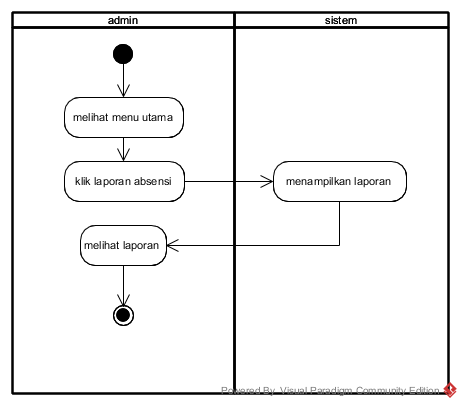 admin
sistem
melihat menu utama
klik laporan absensi
menampilkan laporan
melihat laporan
Powered By Visual Paradigm Community Edition